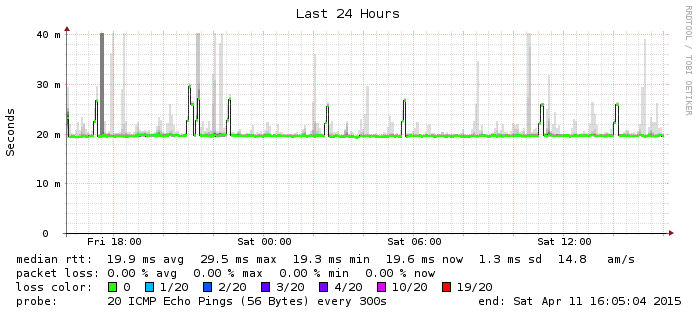 Last 24 Hours
RRDTOOL / TOBI OETIKER
Seconds
40 m
30 m
20 m
10 m
0
Fri 18:00 Sat 00:00 Sat 06:00 Sat 12:00
median rtt: 19.9 ms avg 29.5 ms max 19.3 ms min 19.6 ms now 1.3 ms sd 14.8 am/s
packet loss: 0.00 % avg 0.00 % max 0.00 % min 0.00 % now
loss color: 0 1/20 2/20 3/20 4/20 10/20 19/20
probe: 20 ICMP Echo Pings (56 Bytes) every 300s end: Sat Apr 11 16:05:04 2015